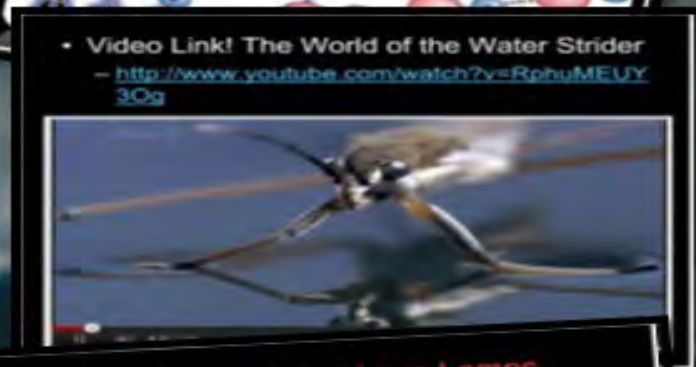 • Video Link! The World of the Water Strider
– http://www.youtube.com/watch?v=RphuMEUY
3Og